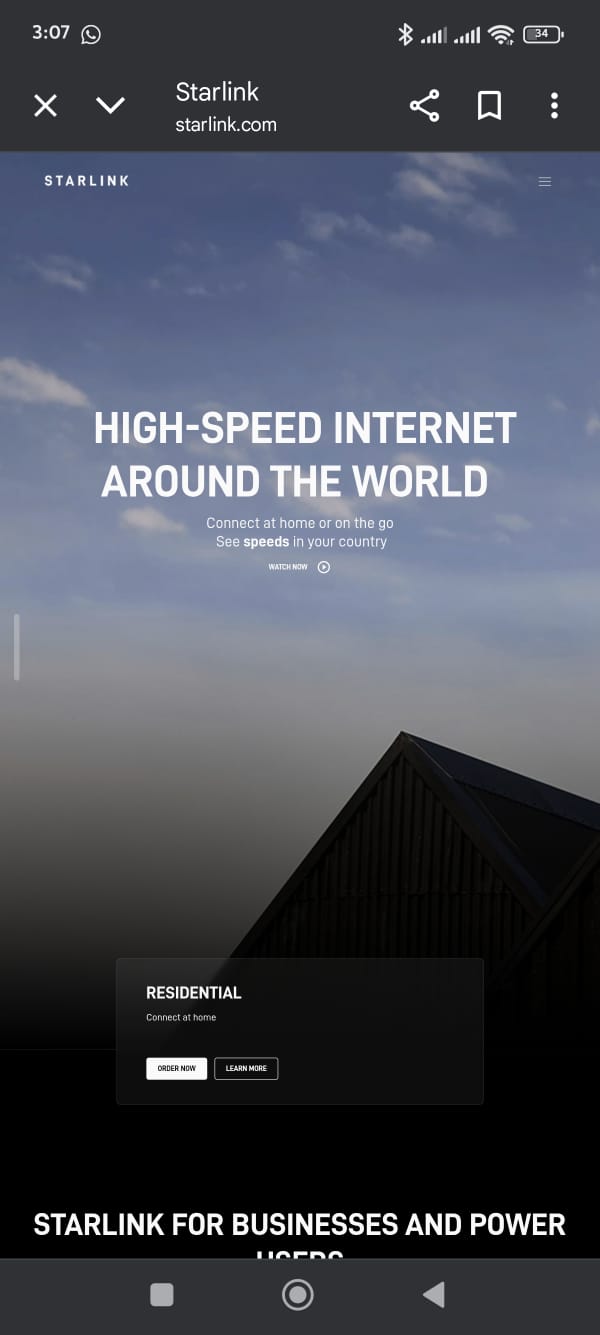 3:07
34
Starlink
starlink.com
STARLINK
HIGH-SPEED INTERNET
AROUND THE WORLD
Connect at home or on the go
See speeds in your country
WATCH NOW
RESIDENTIAL
Connect at home
ORDER NOW LEARN MORE
STARLINK FOR BUSINESSES AND POWER
USERS